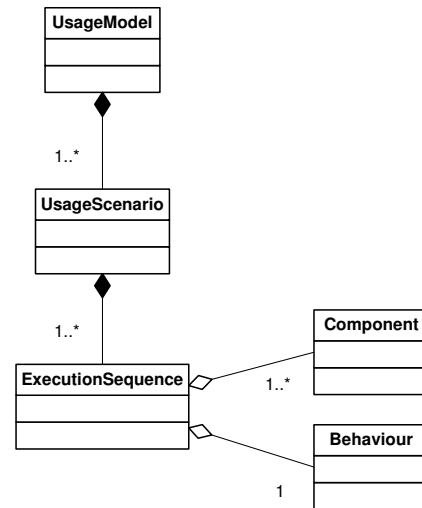 UsageModel
1..*
UsageScenario
1..*
ExecutionSequence
Component
1..*
Behaviour
1